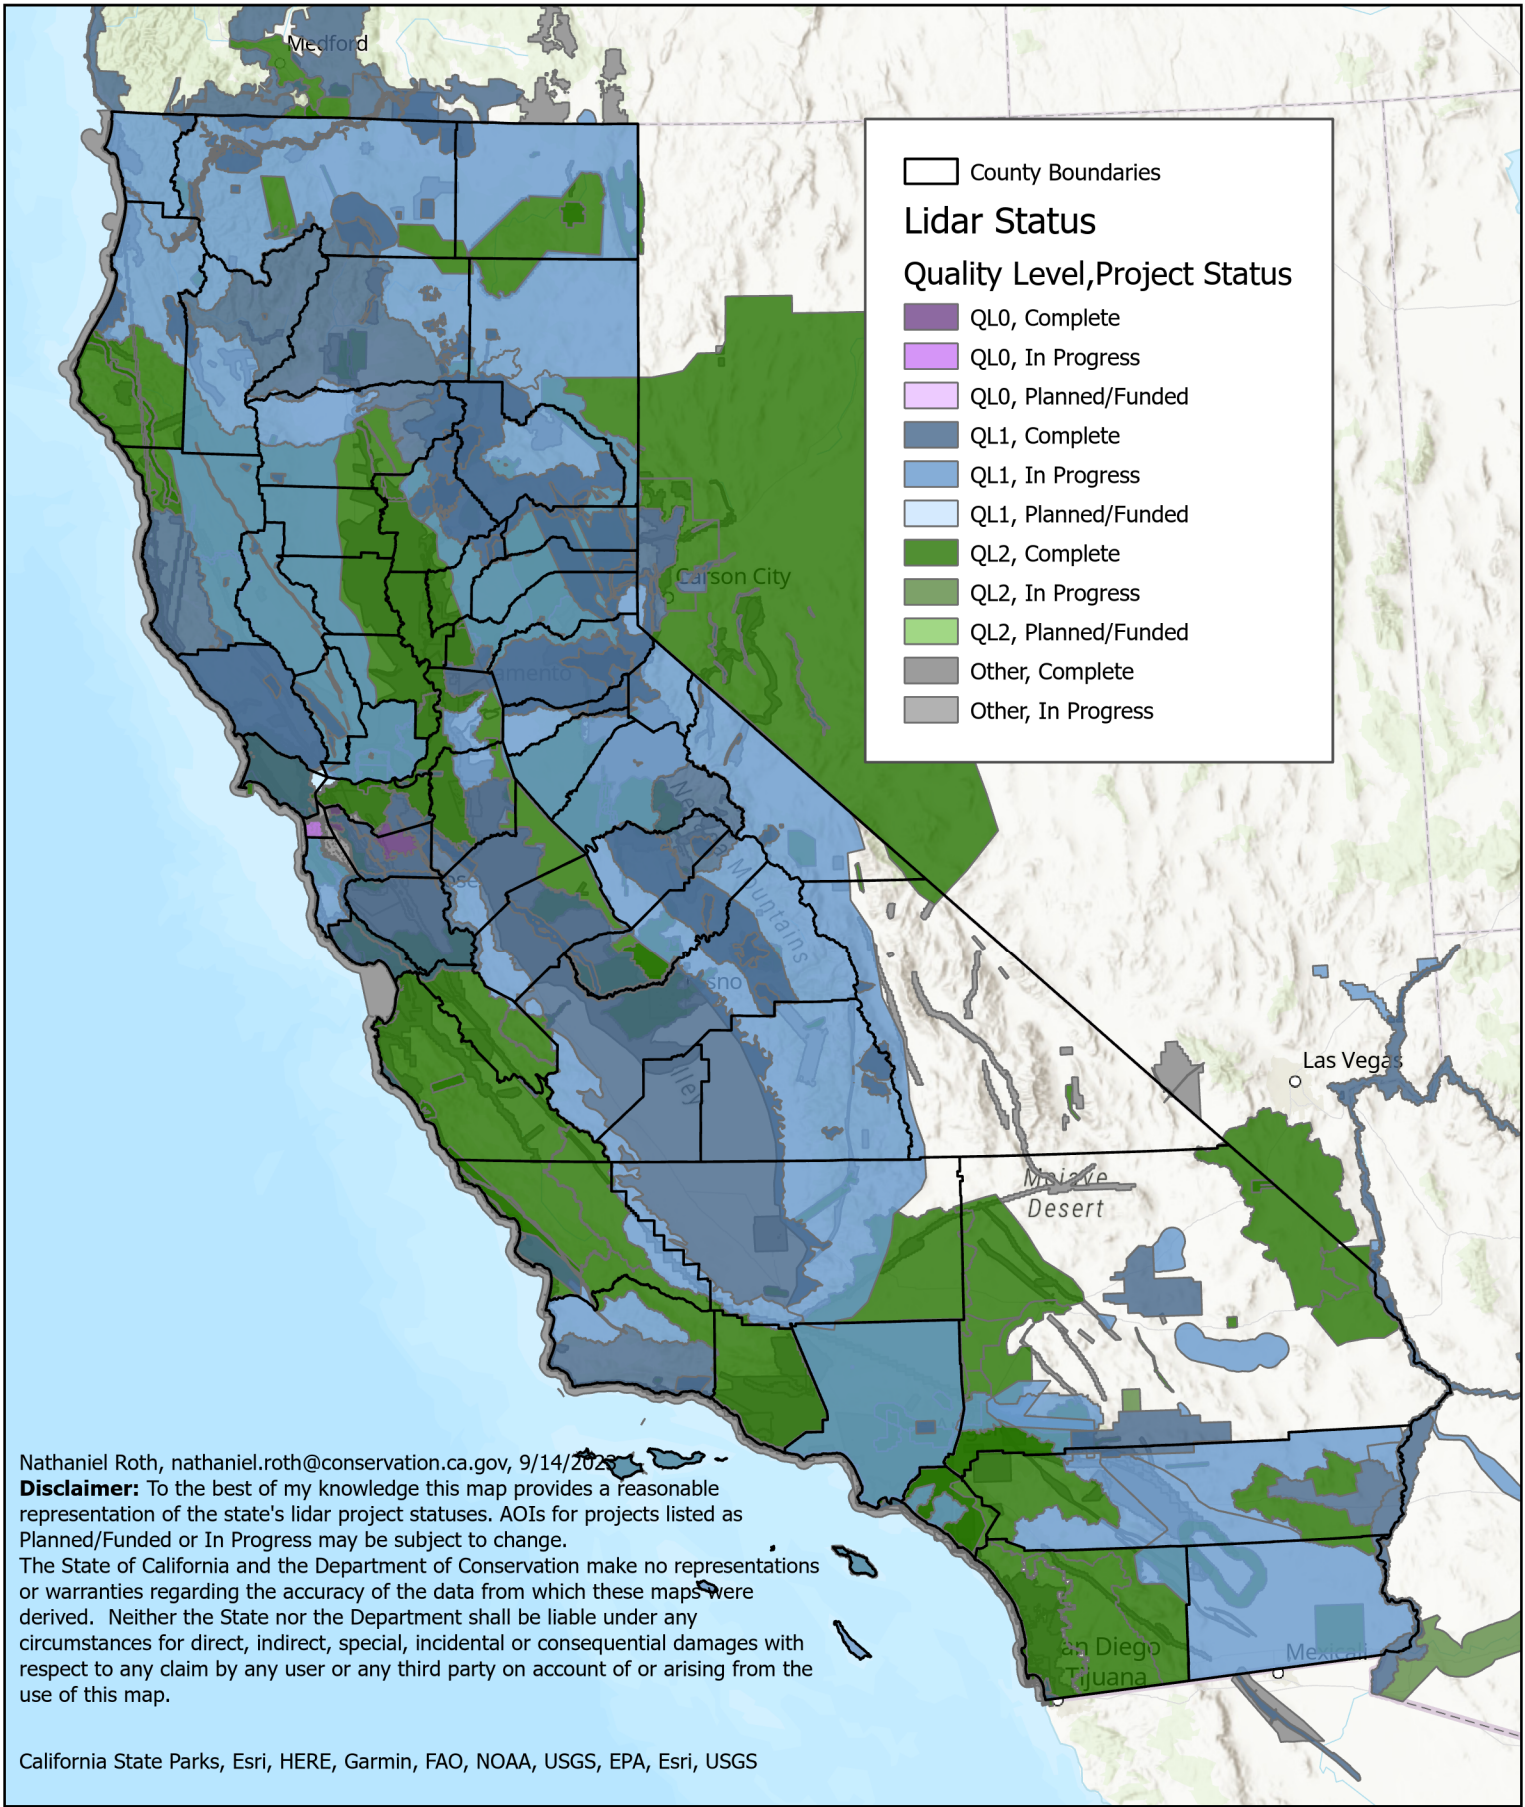 Medford
County Boundaries
Lidar Status
Quality Level,Project Status
QL0, Complete
QL0, In Progress
QL0, Planned/Funded
QL1, Complete
QL1, In Progress
QL1, Planned/Funded
QL2, Complete
QL2, In Progress
QL2, Planned/Funded
Other, Complete
Other, In Progress
Carson City
amento
Mountains
ose
sno
lley
Las Vegas
Mojave
Desert
Nathaniel Roth, nathaniel.roth@conservation.ca.gov, 9/14/2023
Disclaimer: To the best of my knowledge this map provides a reasonable
representation of the state's lidar project statuses. AOIs for projects listed as
Planned/Funded or In Progress may be subject to change.
The State of California and the Department of Conservation make no representations
or warranties regarding the accuracy of the data from which these maps were
derived.  Neither the State nor the Department shall be liable under any
circumstances for direct, indirect, special, incidental or consequential damages with
respect to any claim by any user or any third party on account of or arising from the
use of this map.
an Diego
Tijuana
Mexicali
California State Parks, Esri, HERE, Garmin, FAO, NOAA, USGS, EPA, Esri, USGS